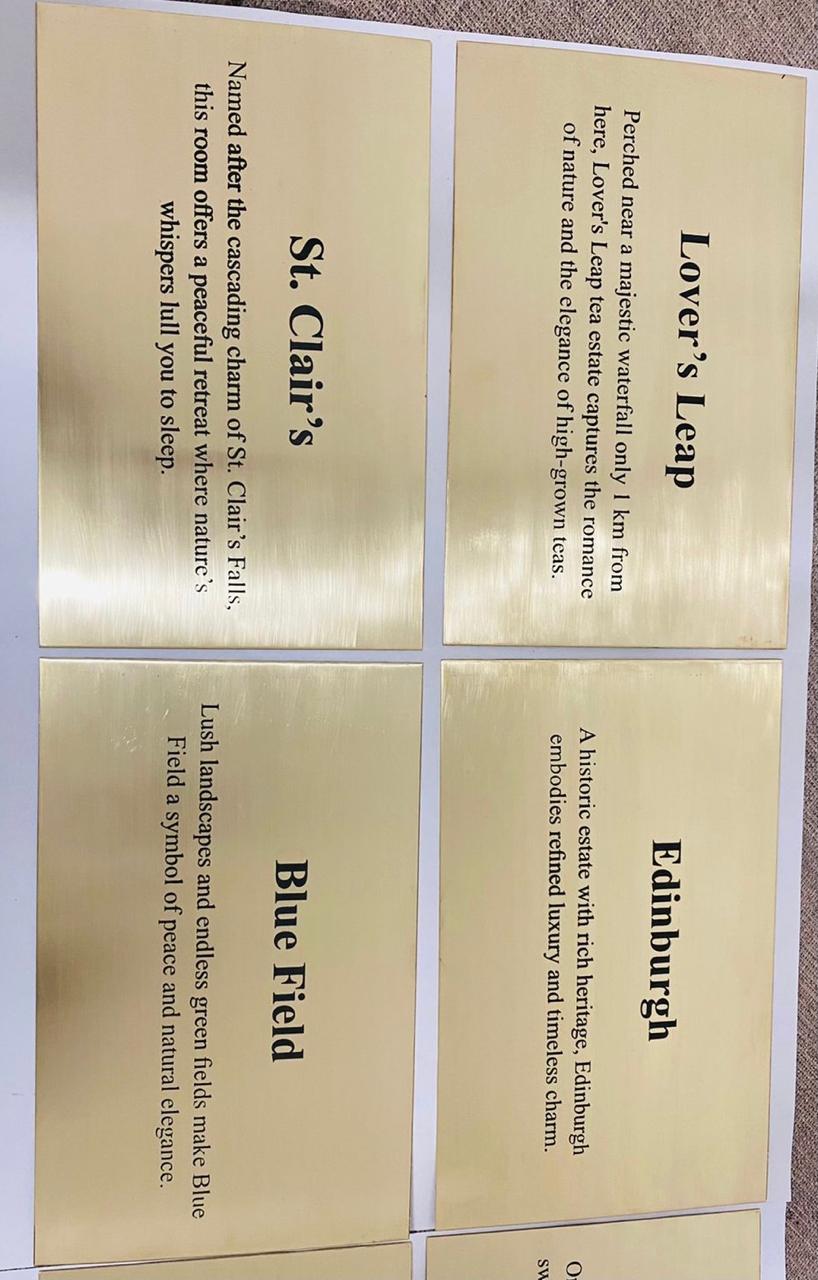 Lover’s Leap
Perched near a majestic waterfall only 1 km from
here, Lover's Leap tea estate captures the romance
of nature and the elegance of high-grown teas.
Edinburgh
A historic estate with rich heritage, Edinburgh
embodies refined luxury and timeless charm.
St. Clair’s
Named after the cascading charm of St. Clair’s Falls,
this room offers a peaceful retreat where nature’s
whispers lull you to sleep.
Blue Field
Lush landscapes and endless green fields make Blue
Field a symbol of peace and natural elegance.